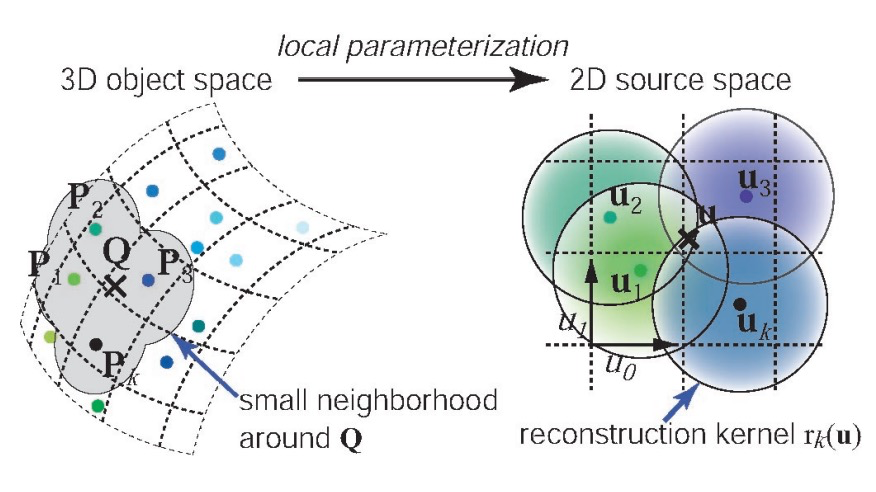 local parameterization
3D object space
2D source space
P2
P1
Q
P3
Pk
small neighborhood
around Q
u2
u3
u
u1
uk
u1
u0
reconstruction kernel rk(u)